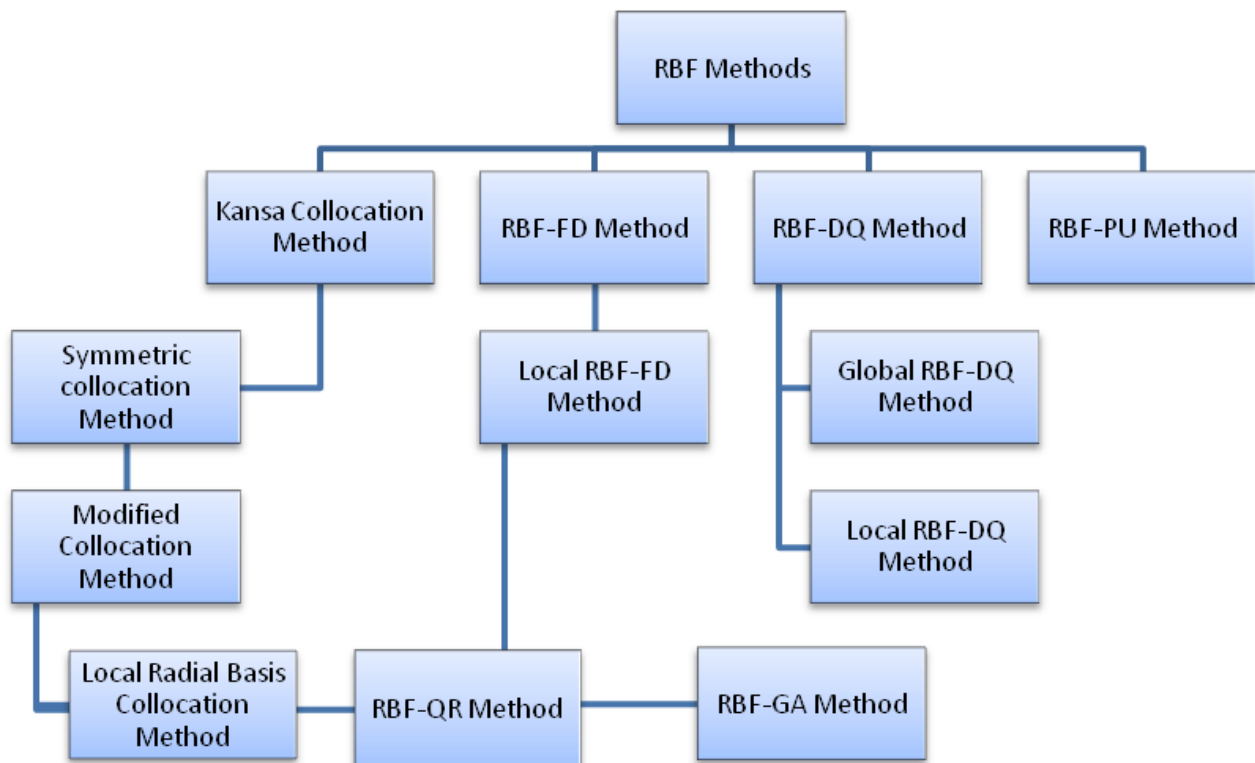 RBF Methods
Kansa Collocation
Method
RBF-FD Method
RBF-DQ Method
RBF-PU Method
Symmetric
collocation
Method
Local RBF-FD
Method
Global RBF-DQ
Method
Modified
Collocation
Method
Local RBF-DQ
Method
Local Radial Basis
Collocation
Method
RBF-QR Method
RBF-GA Method